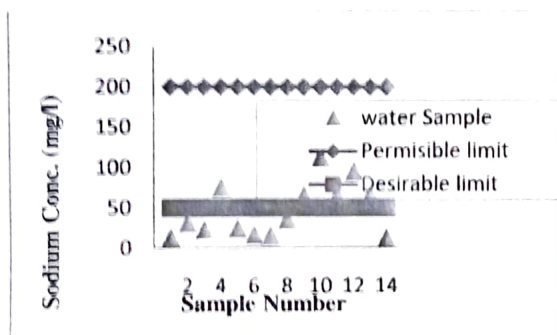 250
200
150
100
50
0
Sodium Conc. (mg/l)
water Sample
Permisible limit
Desirable limit
2 4 6 8 10 12 14
Sample Number